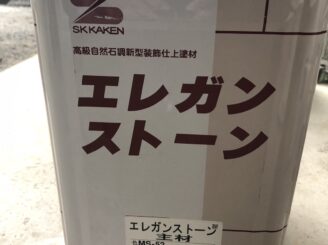 SK KAKEN
高級自然石調新型装飾仕上塗材
エレガン
ストーン
エレガンストーン
主材